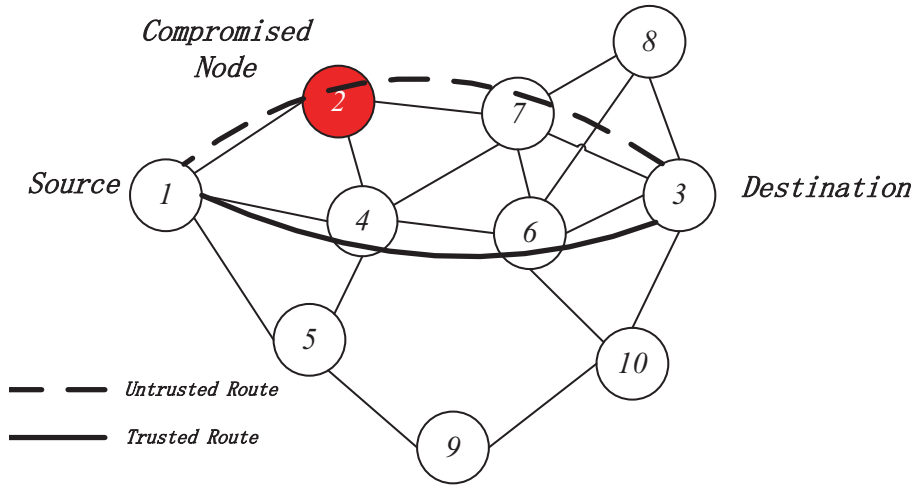 Compromised
Node
8
2
7
Source
1
4
6
3
Destination
5
10
9
Untrusted Route
Trusted Route